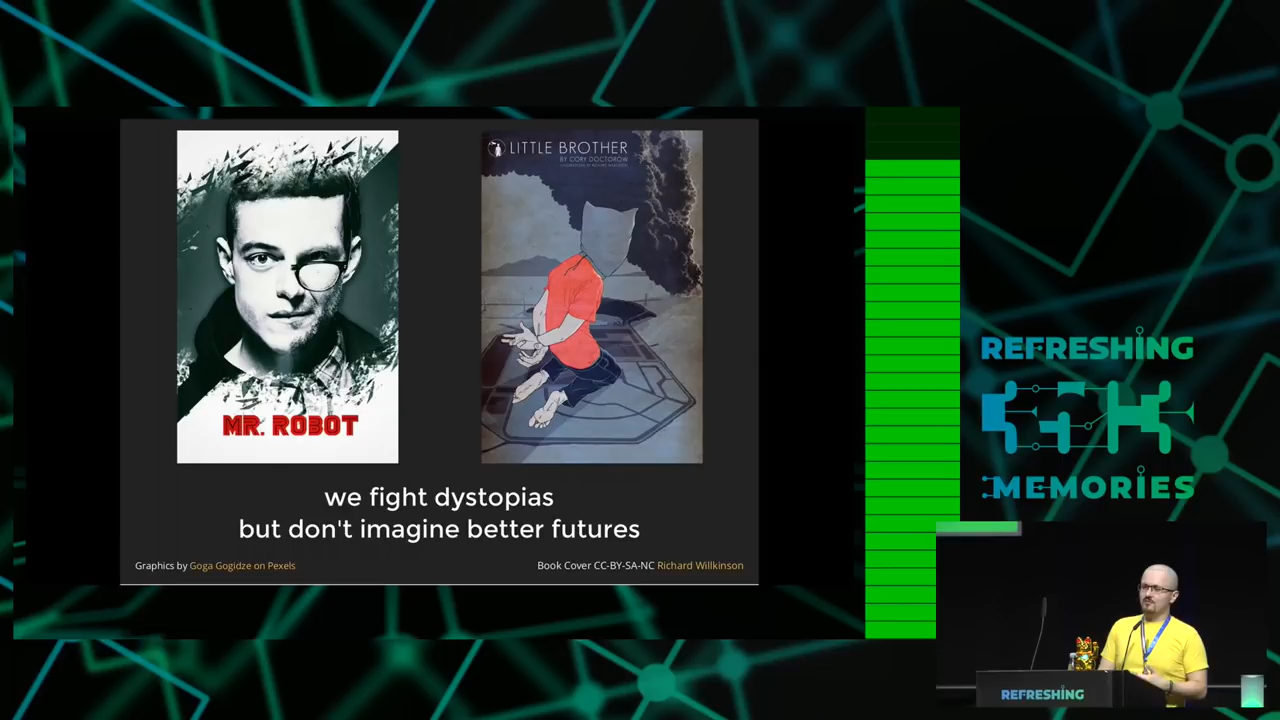 LITTLE BROTHER
BY CORY DOCTOROW
MR. ROBOT
we fight dystopias
but don't imagine better futures
Graphics by Goga Gogidze on Pexels
Book Cover CC-BY-SA-NC Richard Willkinson
REFRESHING
MEMORIES
REFRESHING